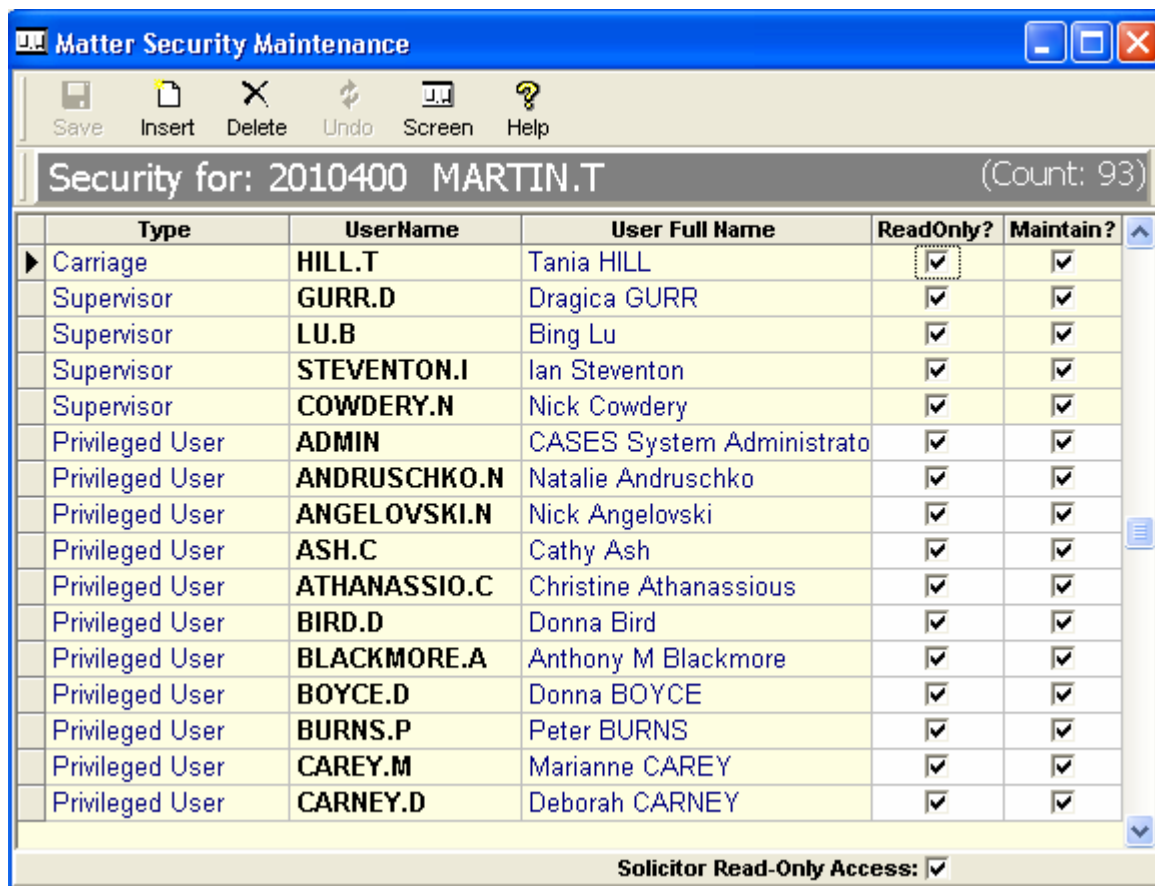 Matter Security Maintenance
Save Insert Delete Undo Screen Help
Security for: 2010400 MARTIN.T (Count: 93)
Type UserName User Full Name ReadOnly? Maintain?
Carriage HILL.T Tania HILL
Supervisor GURR.D Dragica GURR
Supervisor LU.B Bing Lu
Supervisor STEVENTON.I Ian Steventon
Supervisor COWDERY.N Nick Cowdery
Privileged User ADMIN CASES System Administrato
Privileged User ANDRUSCHKO.N Natalie Andruschko
Privileged User ANGELOVSKI.N Nick Angelovski
Privileged User ASH.C Cathy Ash
Privileged User ATHANASSIO.C Christine Athanassious
Privileged User BIRD.D Donna Bird
Privileged User BLACKMORE.A Anthony M Blackmore
Privileged User BOYCE.D Donna BOYCE
Privileged User BURNS.P Peter BURNS
Privileged User CAREY.M Marianne CAREY
Privileged User CARNEY.D Deborah CARNEY
Solicitor Read-Only Access: